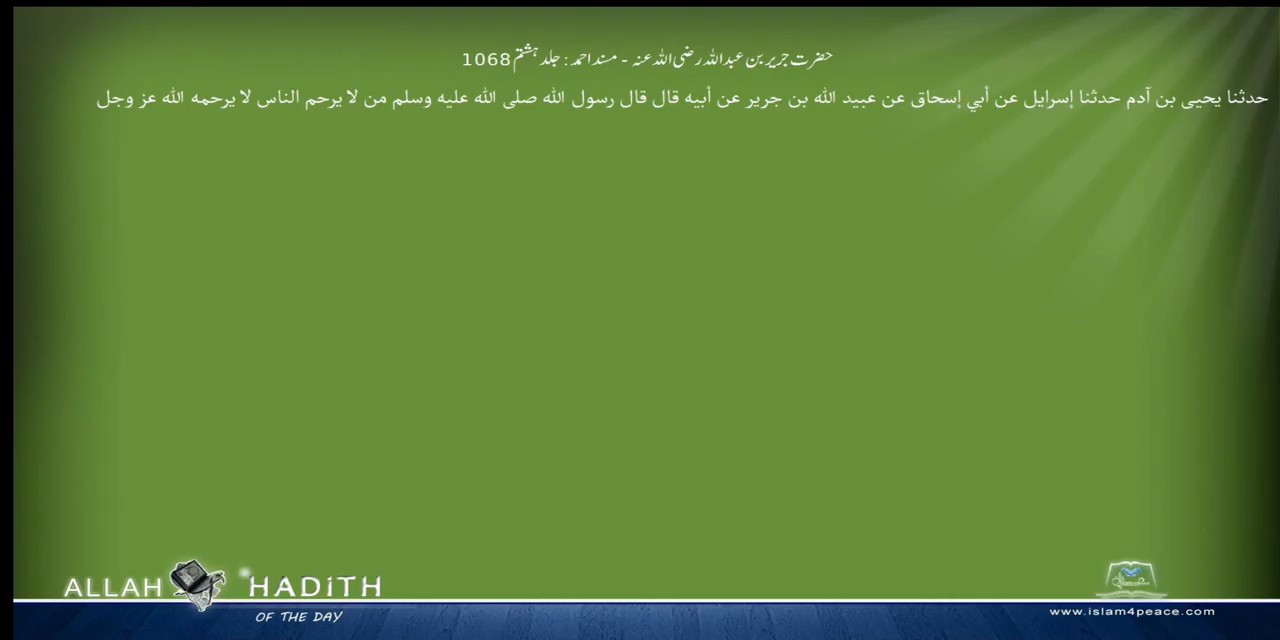 حضرت جریر بن عبداللہ رضی اللہ عنہ - مسند احمد : جلد ہشتم 1068
حدثنا يحيى بن آدم حدثنا إسرايل عن أبي إسحاق عن عبيد الله بن جرير عن أبيه قال قال رسول الله صلى الله عليه وسلم من لا يرحم الناس لا يرحمه الله عز وجل
ALLAH HADiTH
OF THE DAY
www.islam4peace.com